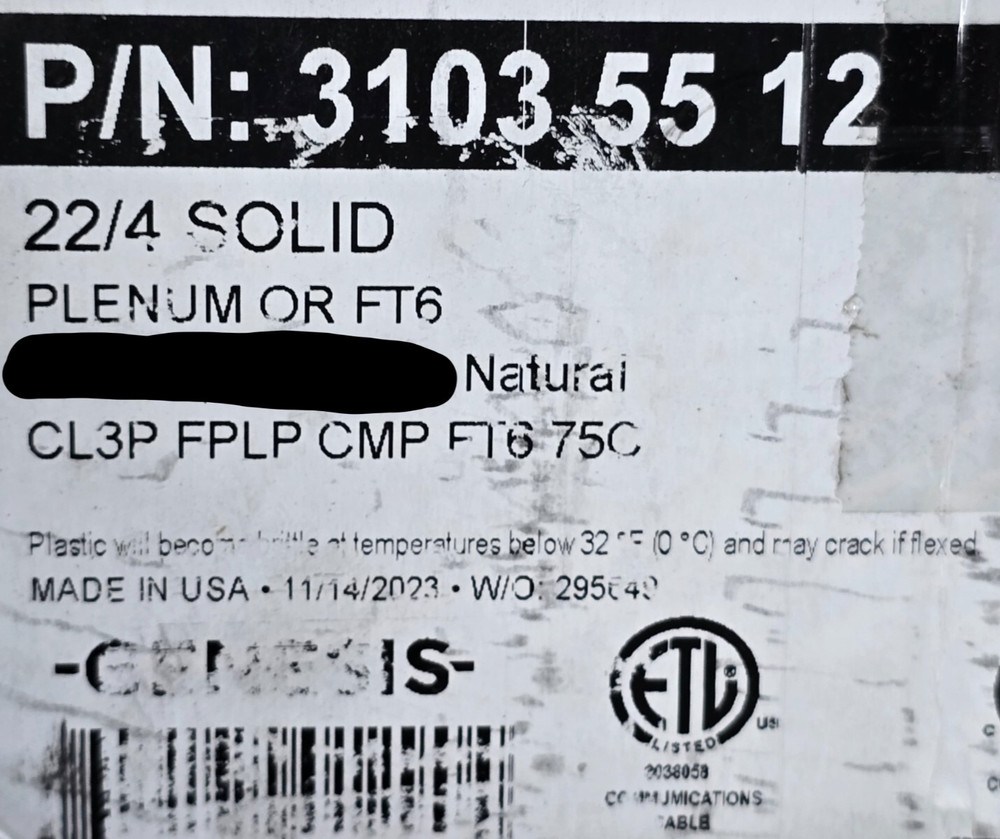 P/N: 3103 55 12
22/4 SOLID
PLENUM OR FT6
Natural
CL3P FPLP CMP FT6 75C
Plastic will become brittle at temperatures below 32 °F (0 °C) and may crack if flexed
MADE IN USA • 11/14/2023 • W/O:
-GENESIS-
ETL®
LISTED
US
3038058
COMMUNICATIONS
CABLE